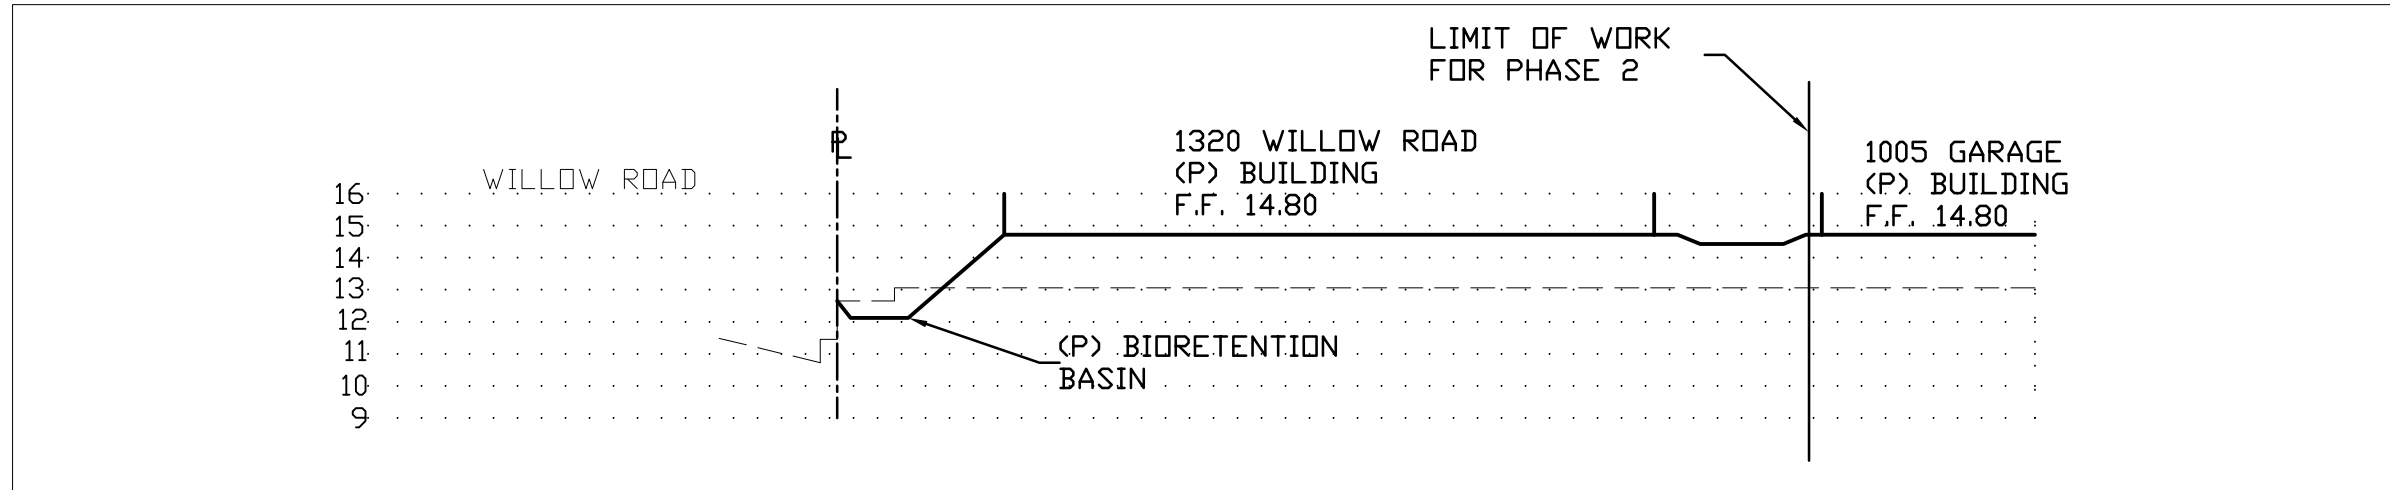 LIMIT OF WORK
FOR PHASE 2
PL
1320 WILLOW ROAD
(P) BUILDING
F.F. 14.80
1005 GARAGE
(P) BUILDING
F.F. 14.80
WILLOW ROAD
16
15
14
13
12
11
10
9
(P) BIORETENTION
BASIN